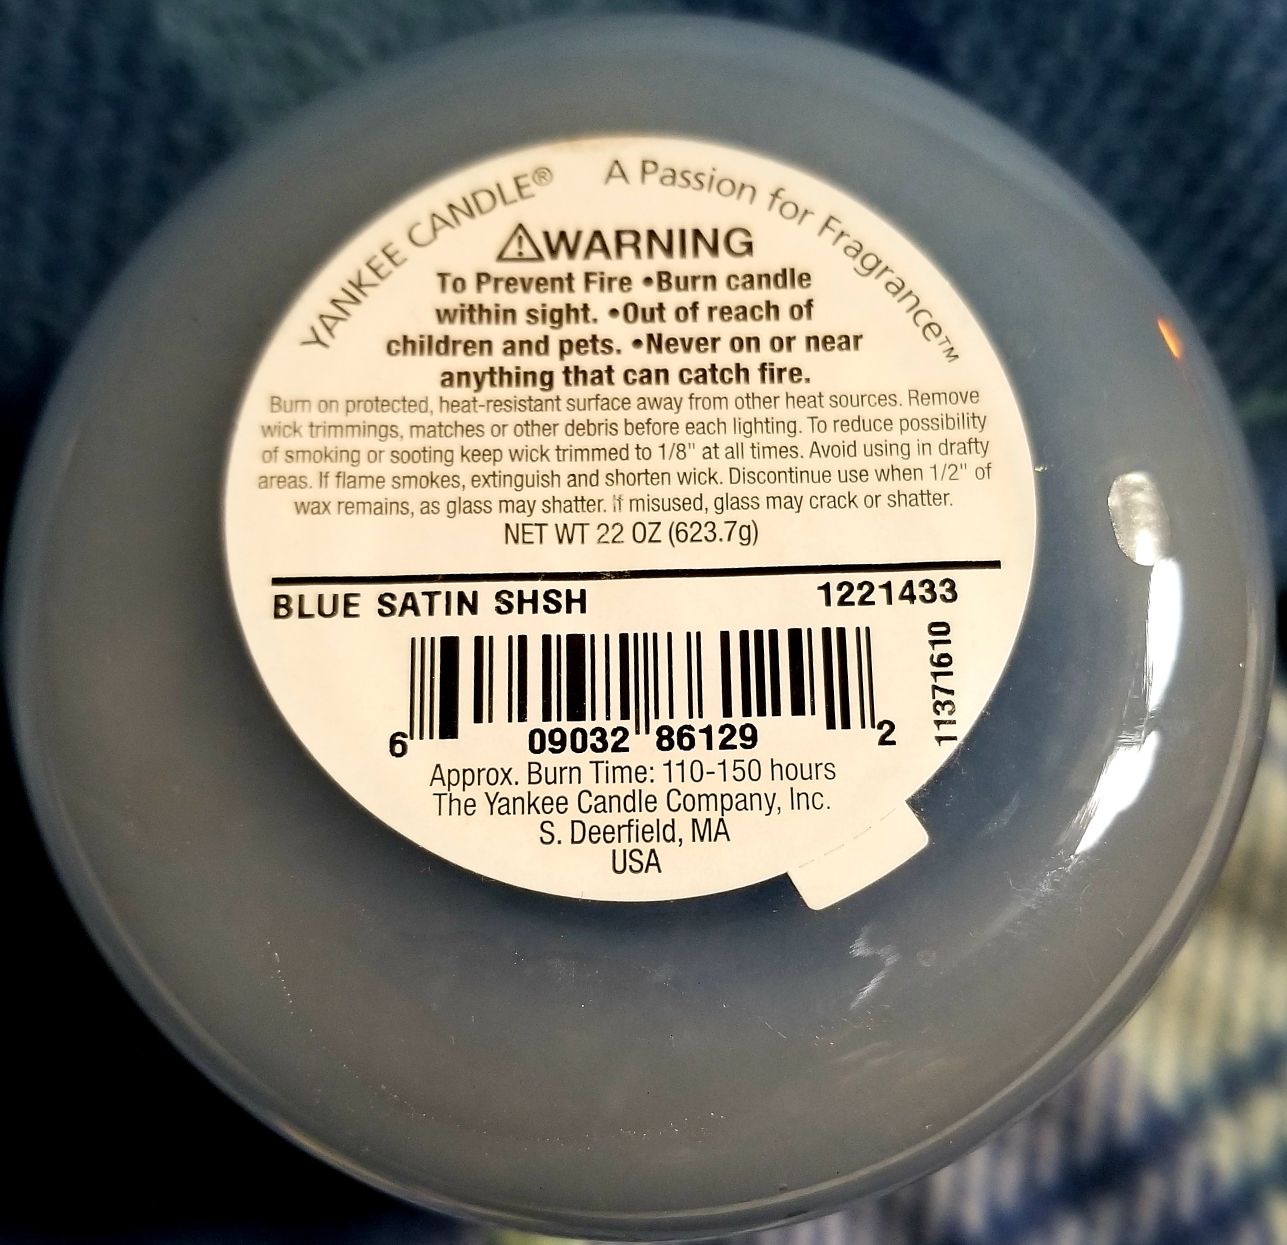 YANKEE CANDLE® A Passion for Fragrance™
⚠WARNING
To Prevent Fire •Burn candle
within sight. •Out of reach of
children and pets. •Never on or near
anything that can catch fire.
Burn on protected, heat-resistant surface away from other heat sources. Remove
wick trimmings, matches or other debris before each lighting. To reduce possibility
of smoking or sooting keep wick trimmed to 1/8" at all times. Avoid using in drafty
areas. If flame smokes, extinguish and shorten wick. Discontinue use when 1/2" of
wax remains, as glass may shatter. If misused, glass may crack or shatter.
NET WT 22 OZ (623.7g)
BLUE SATIN SHSH 1221433
11371610
6 09032 86129 2
Approx. Burn Time: 110-150 hours
The Yankee Candle Company, Inc.
S. Deerfield, MA
USA